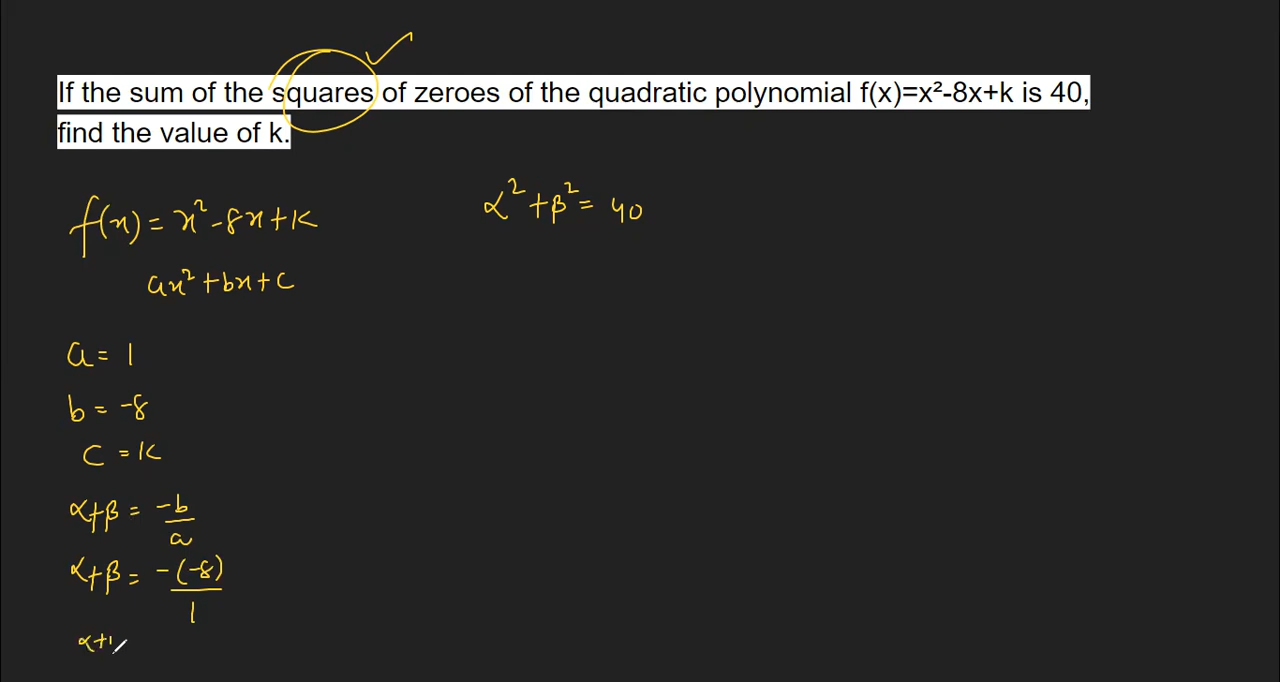 If the sum of the squares of zeroes of the quadratic polynomial f(x)=x²-8x+k is 40,
find the value of k.
f(x) = x² - 8x + k
ax² + bx + c
α² + β² = 40
a = 1
b = -8
c = k
α+β = -b/a
α+β = -(-8)/1
α+